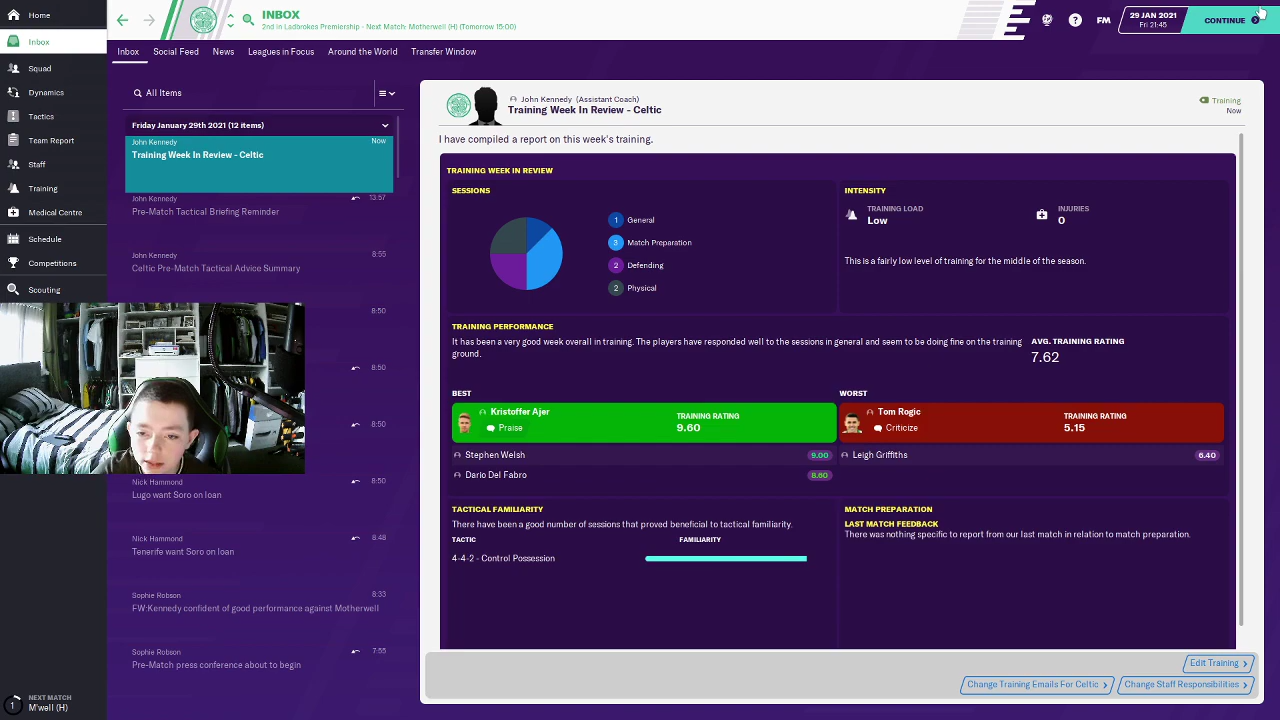 Home
Inbox
Squad
Dynamics
Tactics
Team Report
Staff
Training
Medical Centre
Schedule
Competitions
Scouting
NEXT MATCH
1
M'well (H)
INBOX
2nd in Ladbrokes Premiership - Next Match: Motherwell (H) (Tomorrow 15:00)
?
FM
29 JAN 2021
Fri 21:45
CONTINUE
Inbox
Social Feed
News
Leagues in Focus
Around the World
Transfer Window
All Items
Friday January 29th 2021 (12 items)
John Kennedy
Now
Training Week In Review - Celtic
John Kennedy
13:57
Pre-Match Tactical Briefing Reminder
John Kennedy
8:55
Celtic Pre-Match Tactical Advice Summary
8:50
8:50
8:50
Nick Hammond
8:50
Lugo want Soro on loan
Nick Hammond
8:48
Tenerife want Soro on loan
Sophie Robson
8:33
FW:Kennedy confident of good performance against Motherwell
Sophie Robson
7:55
Pre-Match press conference about to begin
John Kennedy (Assistant Coach)
Training Week In Review - Celtic
Training
Now
I have compiled a report on this week's training.
TRAINING WEEK IN REVIEW
SESSIONS
1 General
3 Match Preparation
2 Defending
2 Physical
INTENSITY
TRAINING LOAD
Low
INJURIES
0
This is a fairly low level of training for the middle of the season.
TRAINING PERFORMANCE
It has been a very good week overall in training. The players have responded well to the sessions in general and seem to be doing fine on the training
ground.
AVG. TRAINING RATING
7.62
BEST
Kristoffer Ajer
Praise
TRAINING RATING
9.60
Stephen Welsh
9.00
Dario Del Fabro
8.60
WORST
Tom Rogic
Criticize
TRAINING RATING
5.15
Leigh Griffiths
6.40
TACTICAL FAMILIARITY
There have been a good number of sessions that proved beneficial to tactical familiarity.
TACTIC
FAMILIARITY
4-4-2 - Control Possession
MATCH PREPARATION
LAST MATCH FEEDBACK
There was nothing specific to report from our last match in relation to match preparation.
Edit Training
Change Training Emails For Celtic
Change Staff Responsibilities